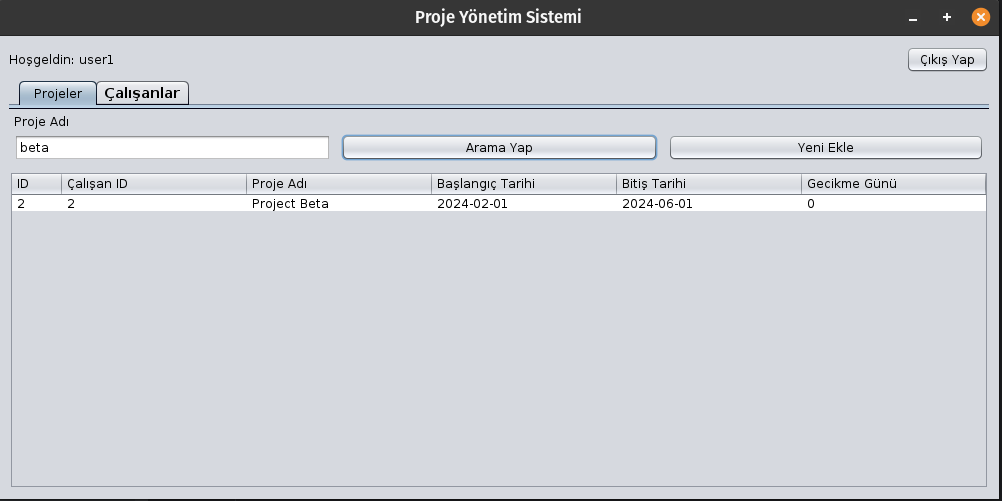 Proje Yönetim Sistemi
Hoşgeldin: user1 Çıkış Yap
Projeler Çalışanlar
Proje Adı
beta Arama Yap Yeni Ekle
ID Çalışan ID Proje Adı Başlangıç Tarihi Bitiş Tarihi Gecikme Günü
2 2 Project Beta 2024-02-01 2024-06-01 0